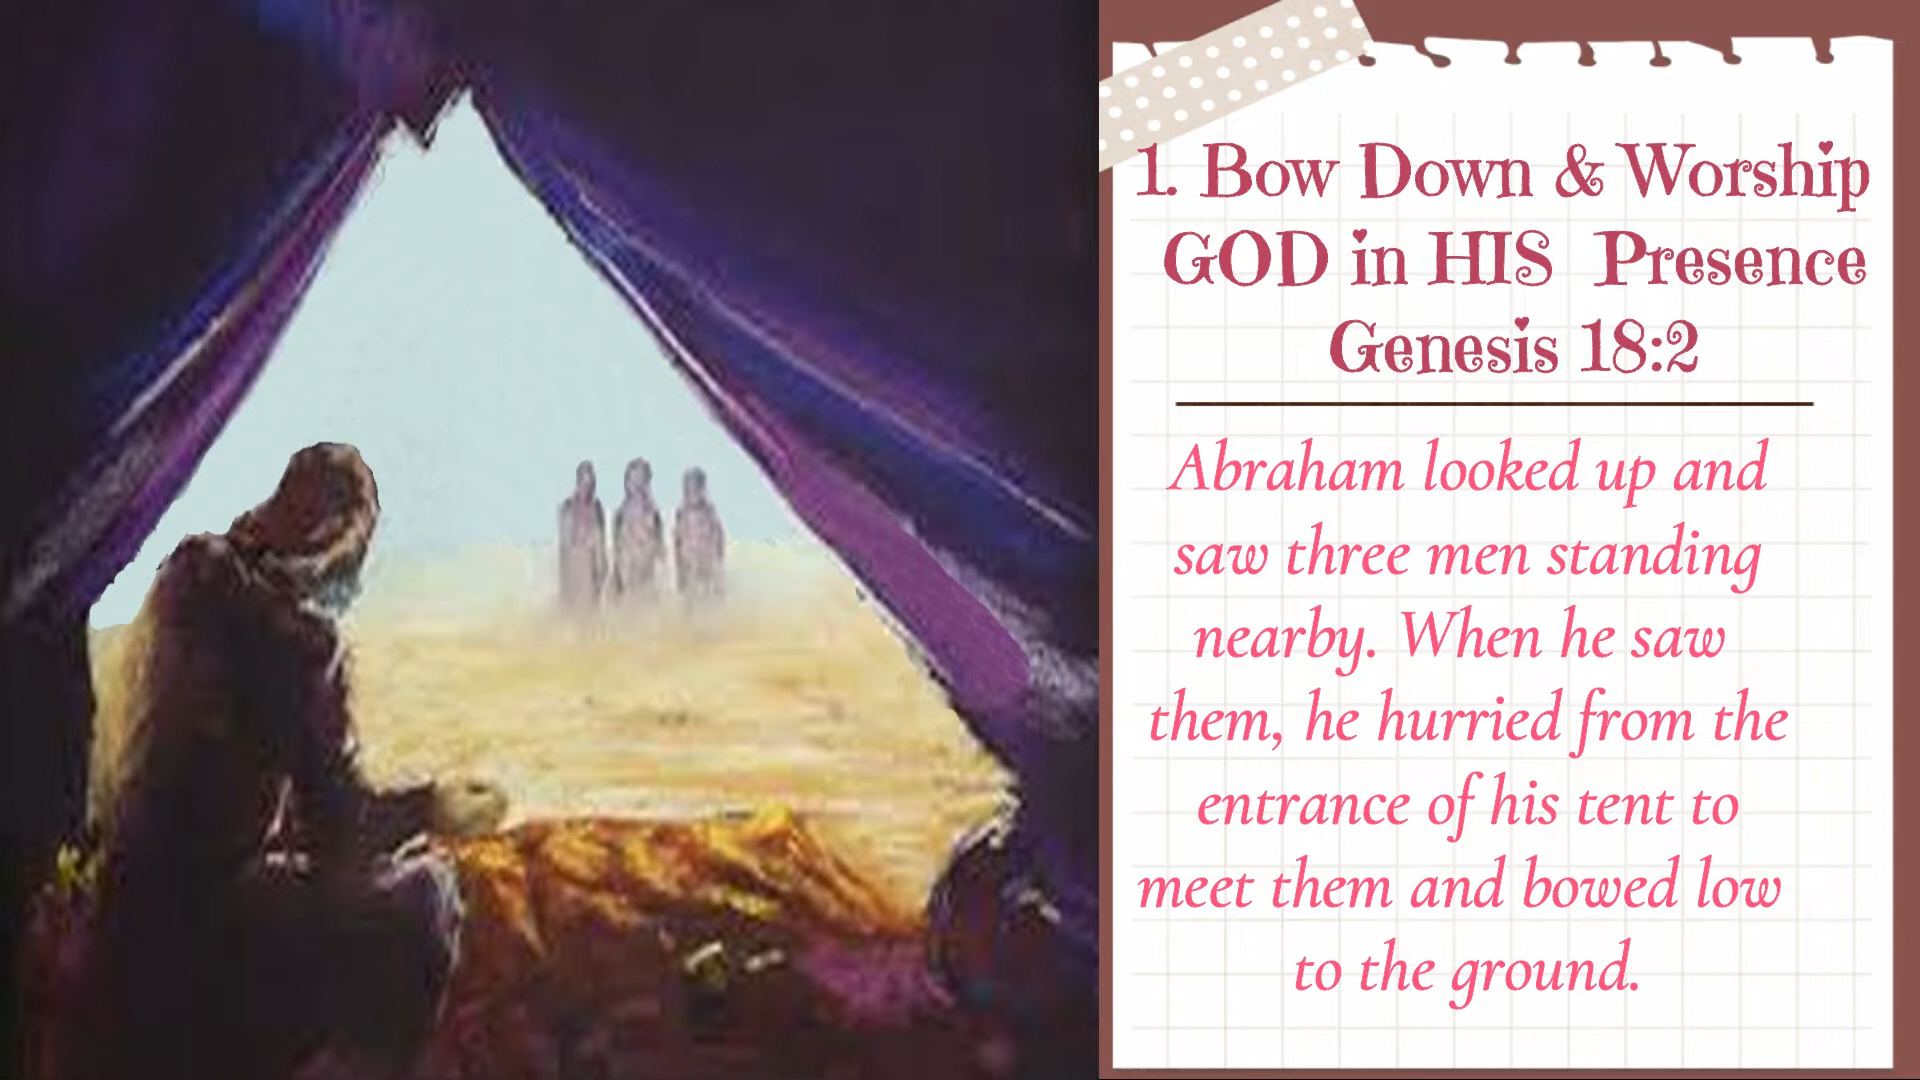 1. Bow Down & Worship
GOD in HIS Presence
Genesis 18:2
Abraham looked up and
saw three men standing
nearby. When he saw
them, he hurried from the
entrance of his tent to
meet them and bowed low
to the ground.